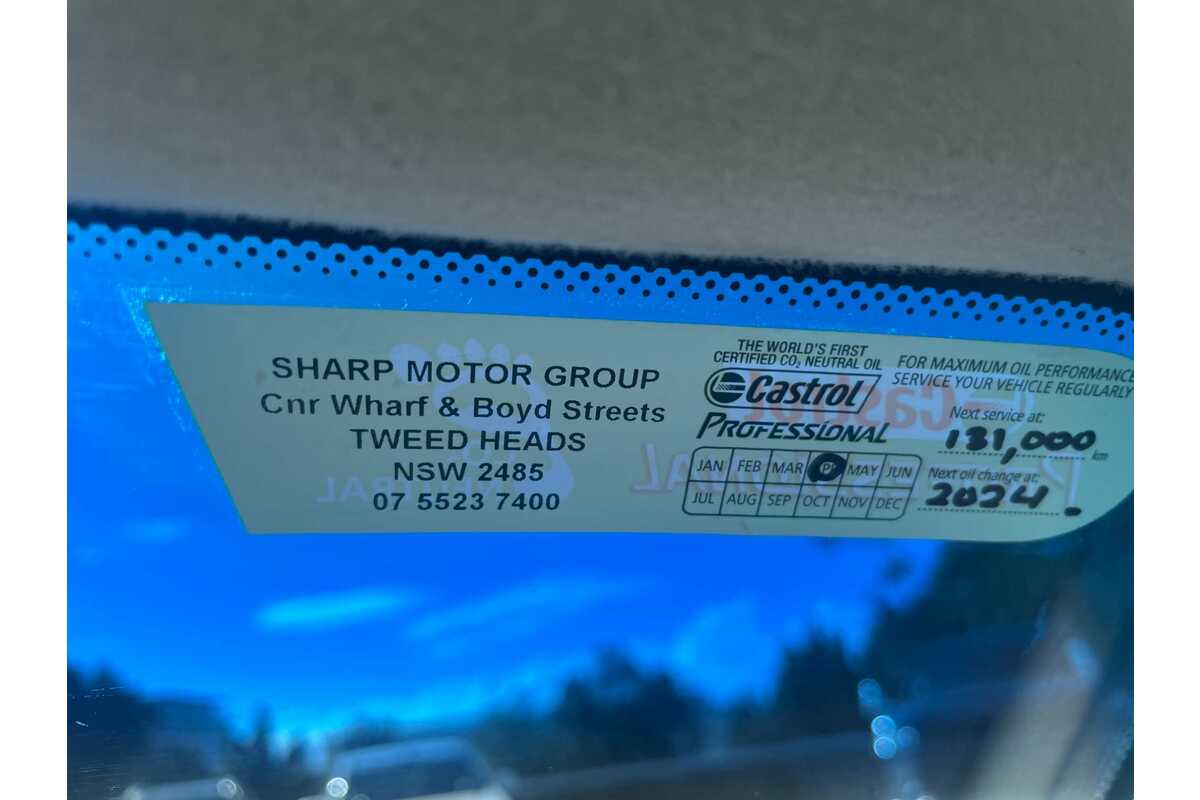 SHARP MOTOR GROUP
Cnr Wharf & Boyd Streets
TWEED HEADS
NSW 2485
07 5523 7400
THE WORLD'S FIRST
CERTIFIED CO₂ NEUTRAL OIL
Castrol
PROFESSIONAL
JAN FEB MAR MAY JUN
JUL AUG SEP OCT NOV DEC
FOR MAXIMUM OIL PERFORMANCE
SERVICE YOUR VEHICLE REGULARLY
Next service at:
131,000 km
Next oil change at:
2024.